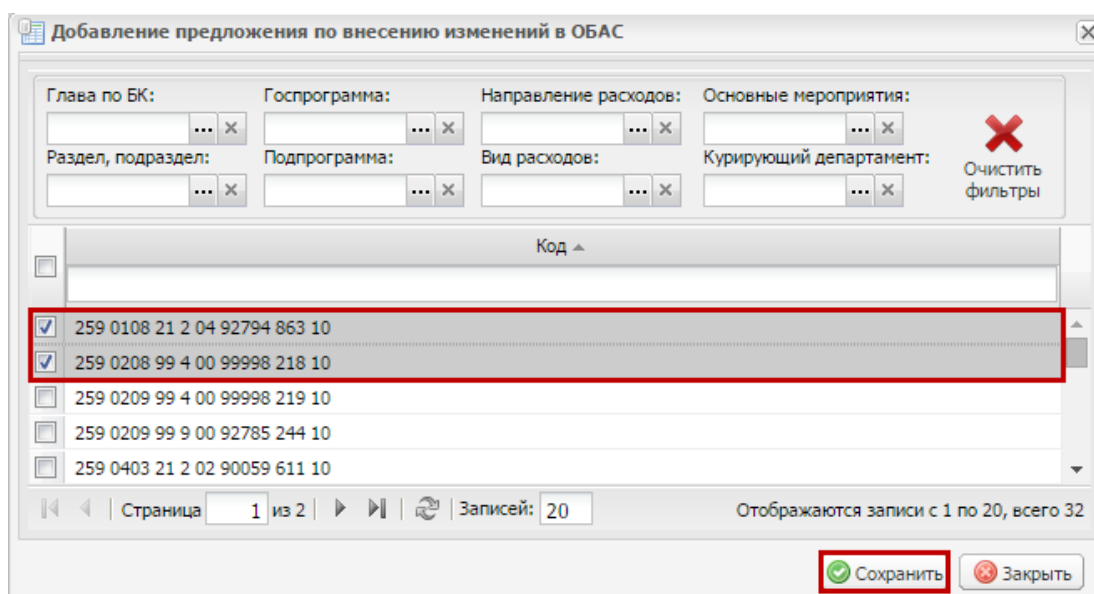 Добавление предложения по внесению изменений в ОБАС
Глава по БК: Госпрограмма: Направление расходов: Основные мероприятия:
Раздел, подраздел: Подпрограмма: Вид расходов: Курирующий департамент:
Очистить
фильтры
Код
259 0108 21 2 04 92794 863 10
259 0208 99 4 00 99998 218 10
259 0209 99 4 00 99998 219 10
259 0209 99 9 00 92785 244 10
259 0403 21 2 02 90059 611 10
Страница 1 из 2 Записей: 20 Отображаются записи с 1 по 20, всего 32
Сохранить Закрыть